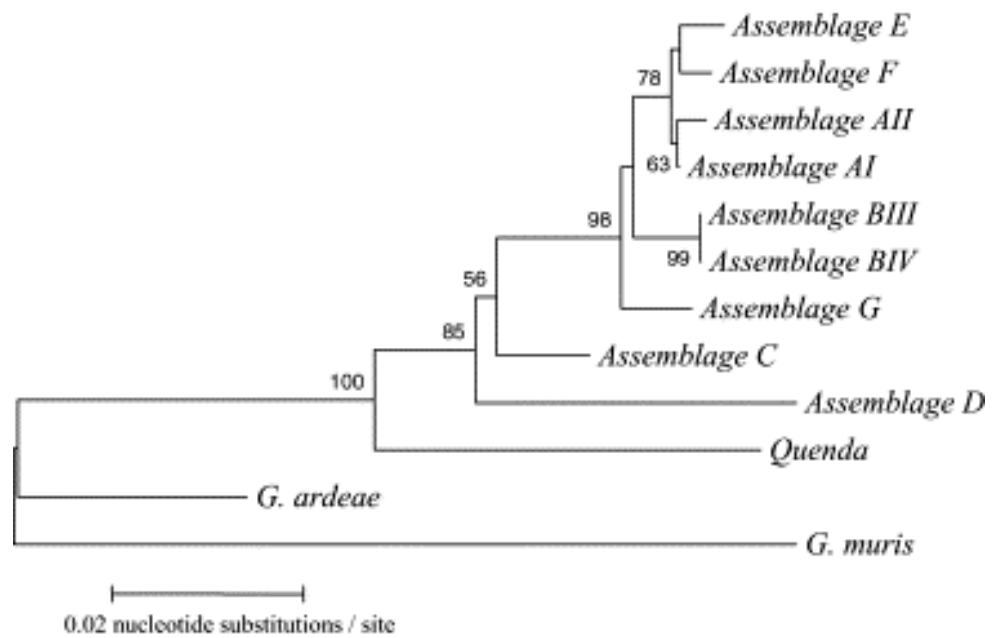 Assemblage E
Assemblage F
78
Assemblage AII
63
Assemblage AI
Assemblage BIII
98
99
Assemblage BIV
56
Assemblage G
85
Assemblage C
100
Assemblage D
Quenda
G. ardeae
G. muris
0.02 nucleotide substitutions / site